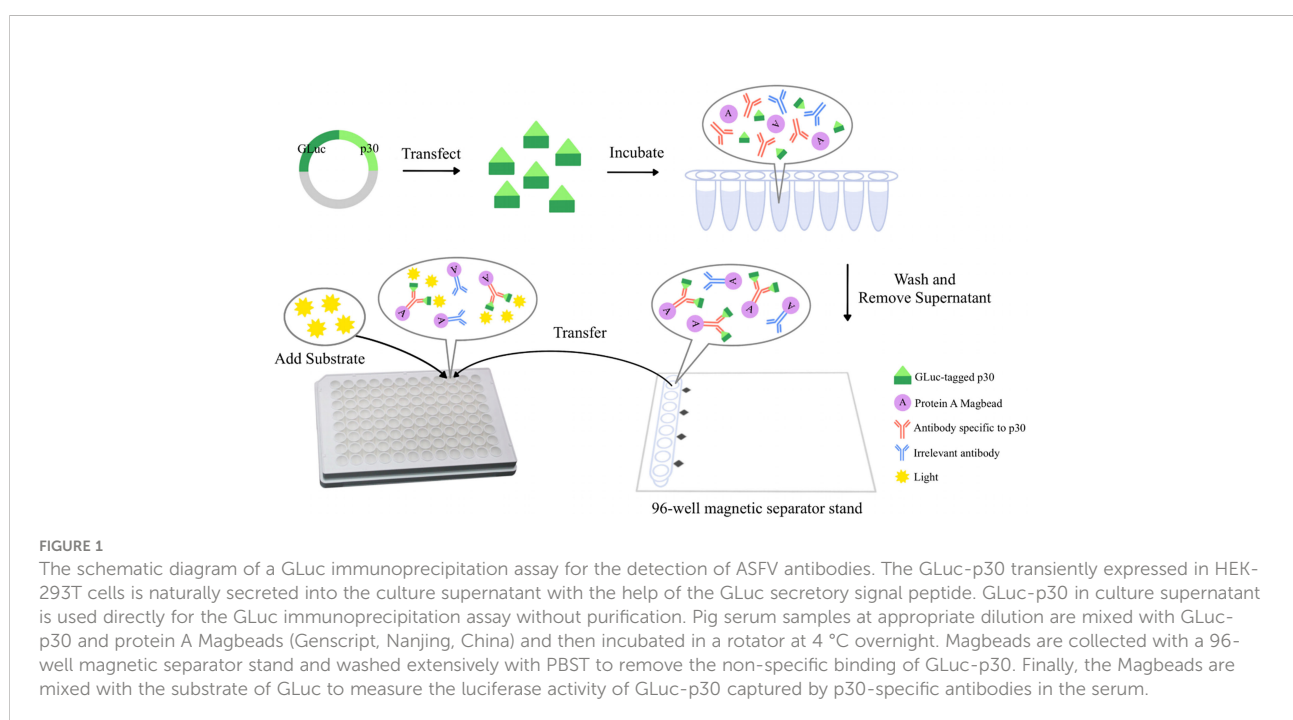 GLuc p30
Transfect
Incubate
A A A
Wash and
Remove Supernatant
Add Substrate
A A A A
Transfer
A A A A A
GLuc-tagged p30
A Protein A Magbead
Antibody specific to p30
Irrelevant antibody
Light
96-well magnetic separator stand
FIGURE 1
The schematic diagram of a GLuc immunoprecipitation assay for the detection of ASFV antibodies. The GLuc-p30 transiently expressed in HEK-
293T cells is naturally secreted into the culture supernatant with the help of the GLuc secretory signal peptide. GLuc-p30 in culture supernatant
is used directly for the GLuc immunoprecipitation assay without purification. Pig serum samples at appropriate dilution are mixed with GLuc-
p30 and protein A Magbeads (Genscript, Nanjing, China) and then incubated in a rotator at 4 °C overnight. Magbeads are collected with a 96-
well magnetic separator stand and washed extensively with PBST to remove the non-specific binding of GLuc-p30. Finally, the Magbeads are
mixed with the substrate of GLuc to measure the luciferase activity of GLuc-p30 captured by p30-specific antibodies in the serum.